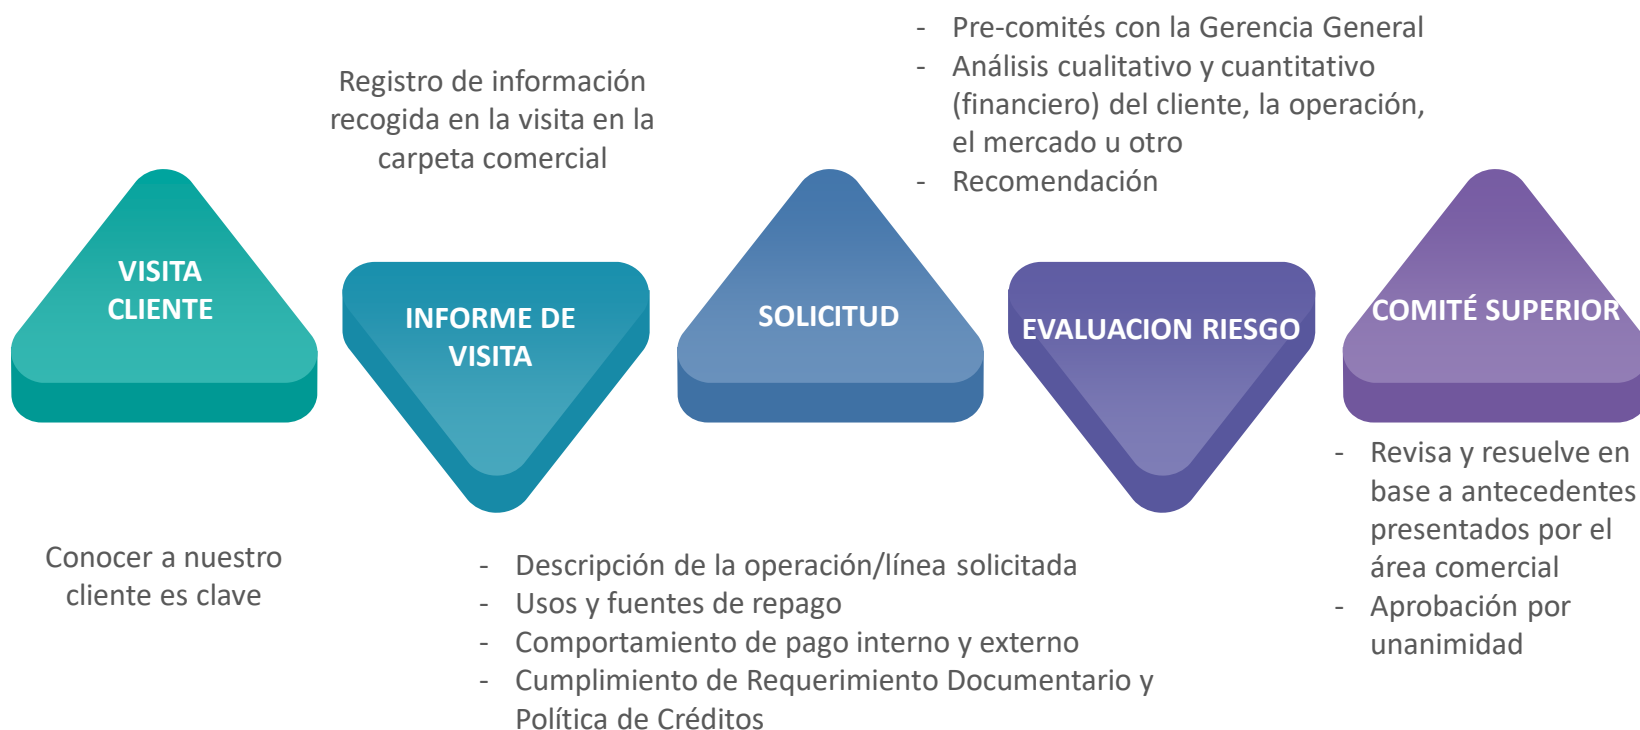 VISITA
CLIENTE
Conocer a nuestro
cliente es clave
Registro de información
recogida en la visita en la
carpeta comercial
INFORME DE
VISITA
SOLICITUD
- Descripción de la operación/línea solicitada
- Usos y fuentes de repago
- Comportamiento de pago interno y externo
- Cumplimiento de Requerimiento Documentario y
Política de Créditos
- Pre-comités con la Gerencia General
- Análisis cualitativo y cuantitativo
(financiero) del cliente, la operación,
el mercado u otro
- Recomendación
EVALUACION RIESGO
COMITÉ SUPERIOR
- Revisa y resuelve en
base a antecedentes
presentados por el
área comercial
- Aprobación por
unanimidad